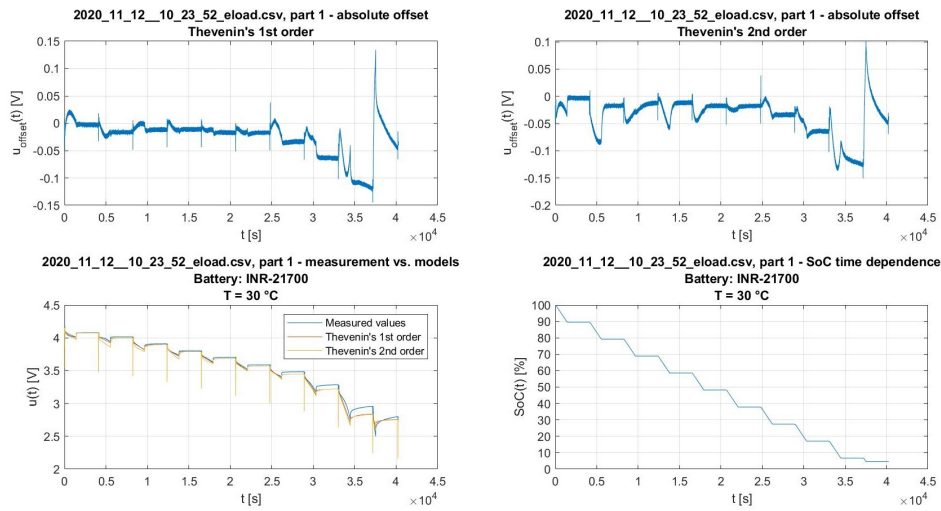 2020_11_12__10_23_52_eload.csv, part 1 - absolute offset
Thevenin's 1st order
0.15
0.1
0.05
0
-0.05
-0.1
-0.15
u_offset(t) [V]
0 0.5 1 1.5 2 2.5 3 3.5 4 4.5
t [s]
×10^4
2020_11_12__10_23_52_eload.csv, part 1 - absolute offset
Thevenin's 2nd order
0.1
0.05
0
-0.05
-0.1
-0.15
-0.2
u_offset(t) [V]
0 0.5 1 1.5 2 2.5 3 3.5 4 4.5
t [s]
×10^4
2020_11_12__10_23_52_eload.csv, part 1 - measurement vs. models
Battery: INR-21700
T = 30 °C
4.5
4
3.5
3
2.5
2
u(t) [V]
Measured values
Thevenin's 1st order
Thevenin's 2nd order
0 0.5 1 1.5 2 2.5 3 3.5 4 4.5
t [s]
×10^4
2020_11_12__10_23_52_eload.csv, part 1 - SoC time dependence
Battery: INR-21700
T = 30 °C
100
90
80
70
60
50
40
30
20
10
0
SoC(t) [%]
0 0.5 1 1.5 2 2.5 3 3.5 4 4.5
t [s]
×10^4